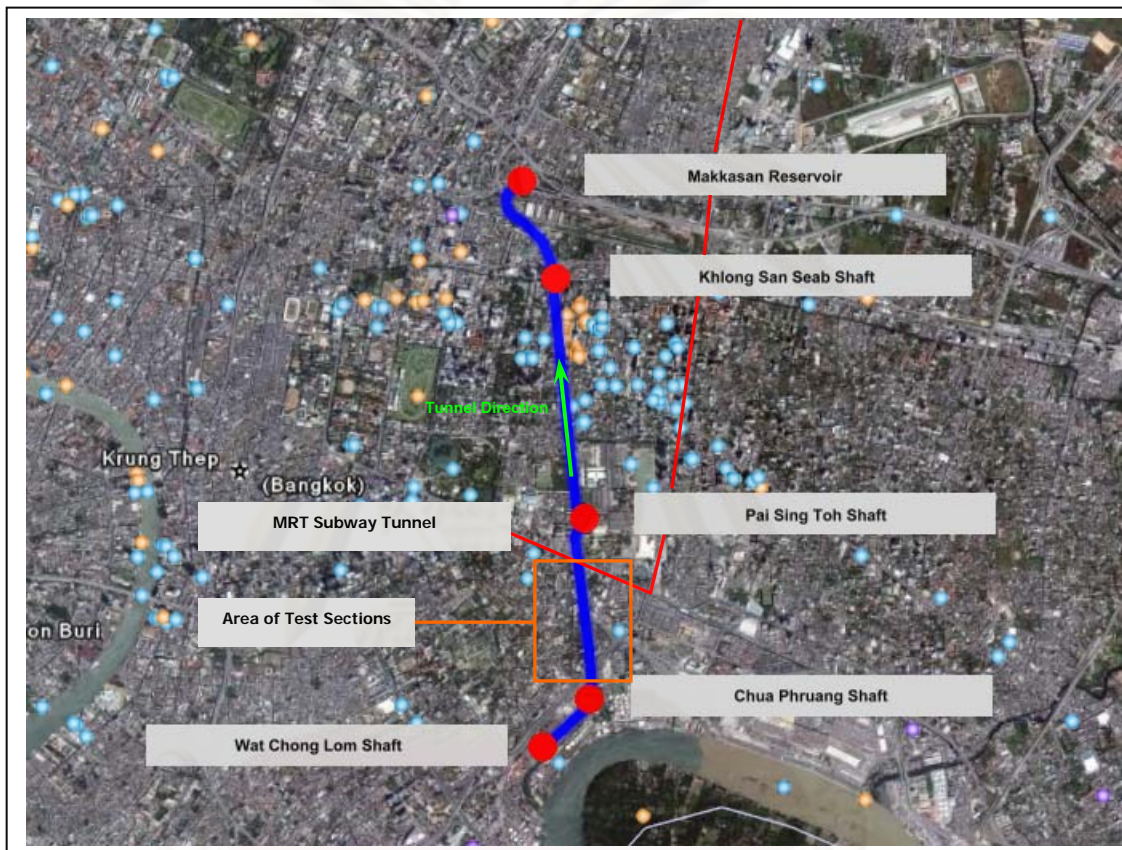 Makkasan Reservoir
Khlong San Seab Shaft
Tunnel Direction
Krung Thep
(Bangkok)
MRT Subway Tunnel
Pai Sing Toh Shaft
Area of Test Sections
on Buri
Chua Phruang Shaft
Wat Chong Lom Shaft